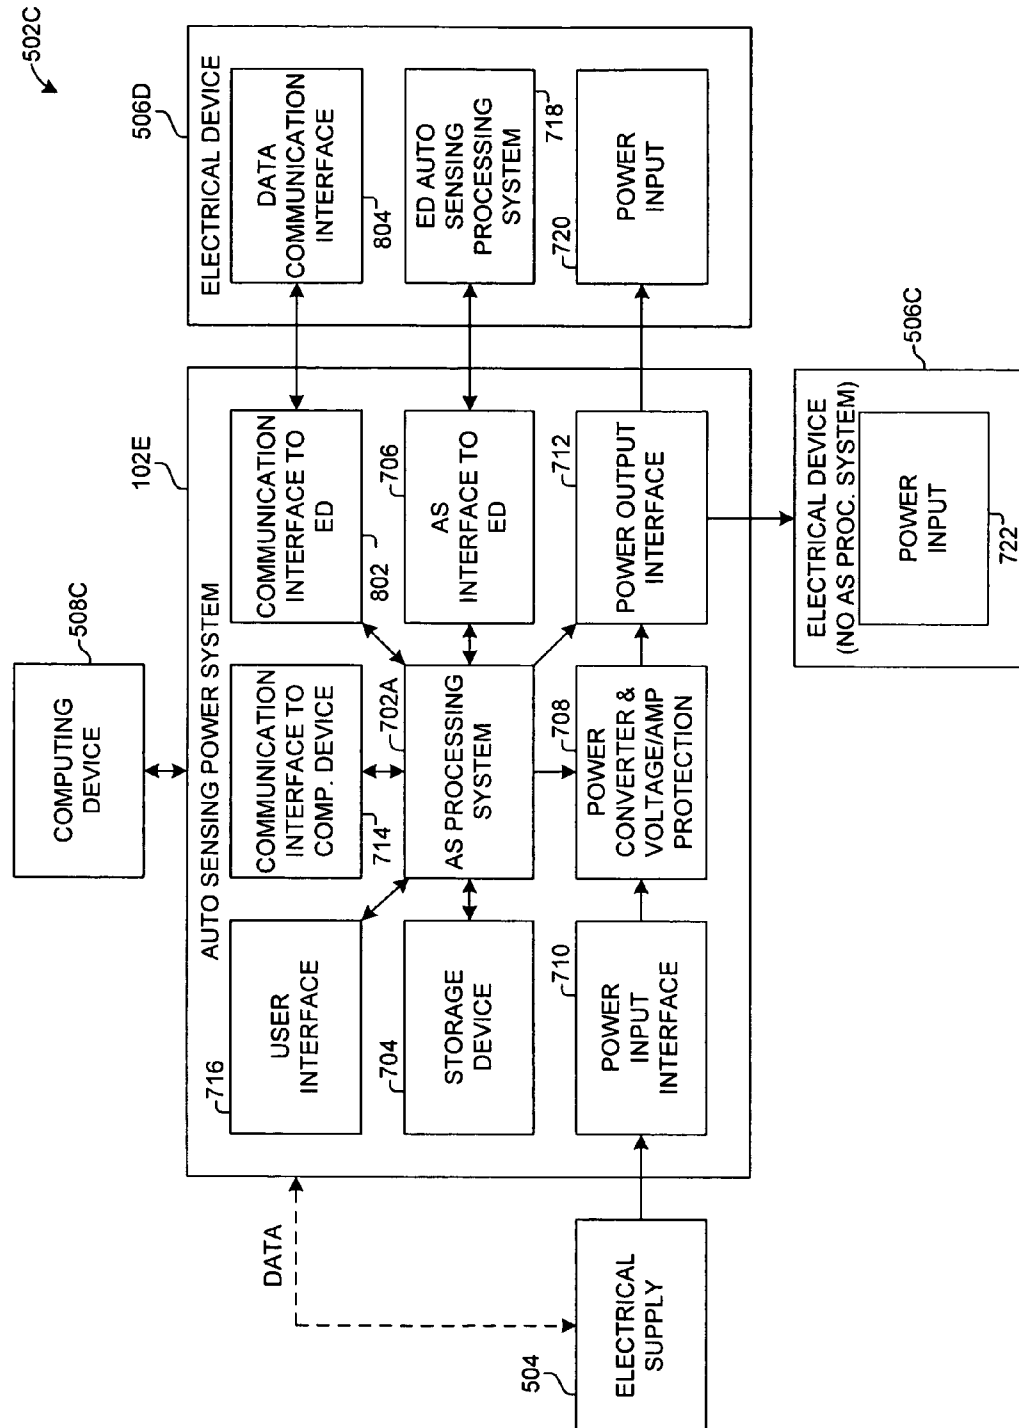 502C
COMPUTING
DEVICE
508C
102E
AUTO SENSING POWER SYSTEM
506D
ELECTRICAL DEVICE
716
USER
INTERFACE
COMMUNICATION
INTERFACE TO
COMP. DEVICE
714
COMMUNICATION
INTERFACE TO
ED
802
DATA
COMMUNICATION
INTERFACE
804
DATA
704
STORAGE
DEVICE
702A
AS PROCESSING
SYSTEM
706
AS
INTERFACE TO
ED
ED AUTO
SENSING
PROCESSING
SYSTEM
718
504
ELECTRICAL
SUPPLY
710
POWER
INPUT
INTERFACE
708
POWER
CONVERTER &
VOLTAGE/AMP
PROTECTION
712
POWER OUTPUT
INTERFACE
720
POWER
INPUT
506C
ELECTRICAL DEVICE
(NO AS PROC. SYSTEM)
POWER
INPUT
722